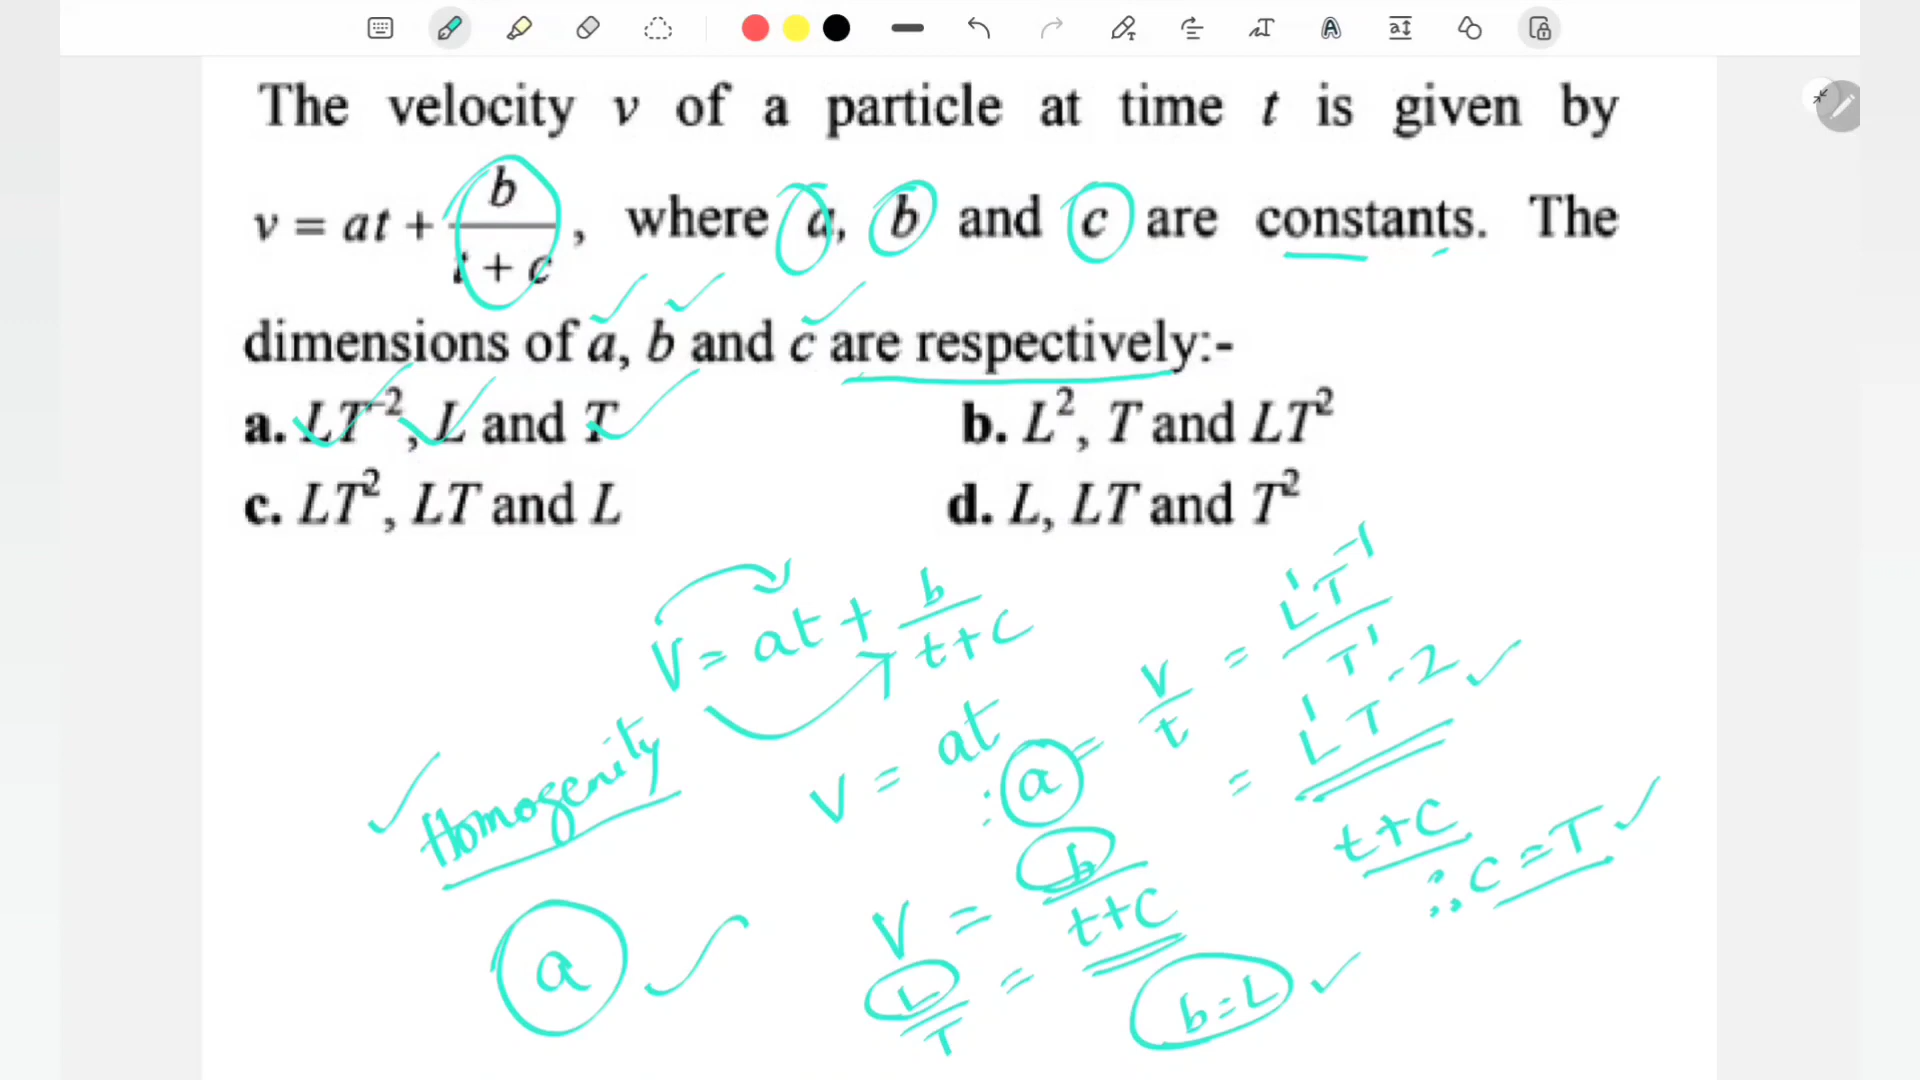 The velocity v of a particle at time t is given by
v = at + b/(t + c), where a, b and c are constants. The
dimensions of a, b and c are respectively:-
a. LT⁻², L and T
b. L², T and LT²
c. LT², LT and L
d. L, LT and T²
V = at + b/(t+c)
Homogenity
V = at
∴ a = V/t = L¹T⁻¹/T¹
= L¹T⁻²
t+c
∴ c = T
V = b/(t+c)
L/T =
b = L
a